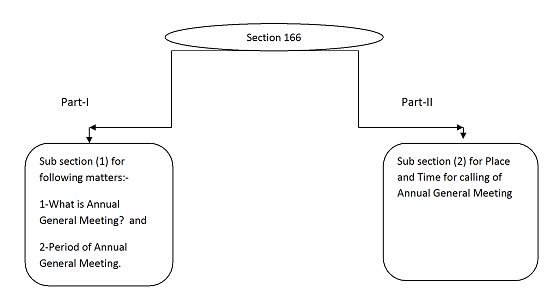 Section 166
Part-I
Part-II
Sub section (1) for
following matters:-
1-What is Annual
General Meeting? and
2-Period of Annual
General Meeting.
Sub section (2) for Place
and Time for calling of
Annual General Meeting